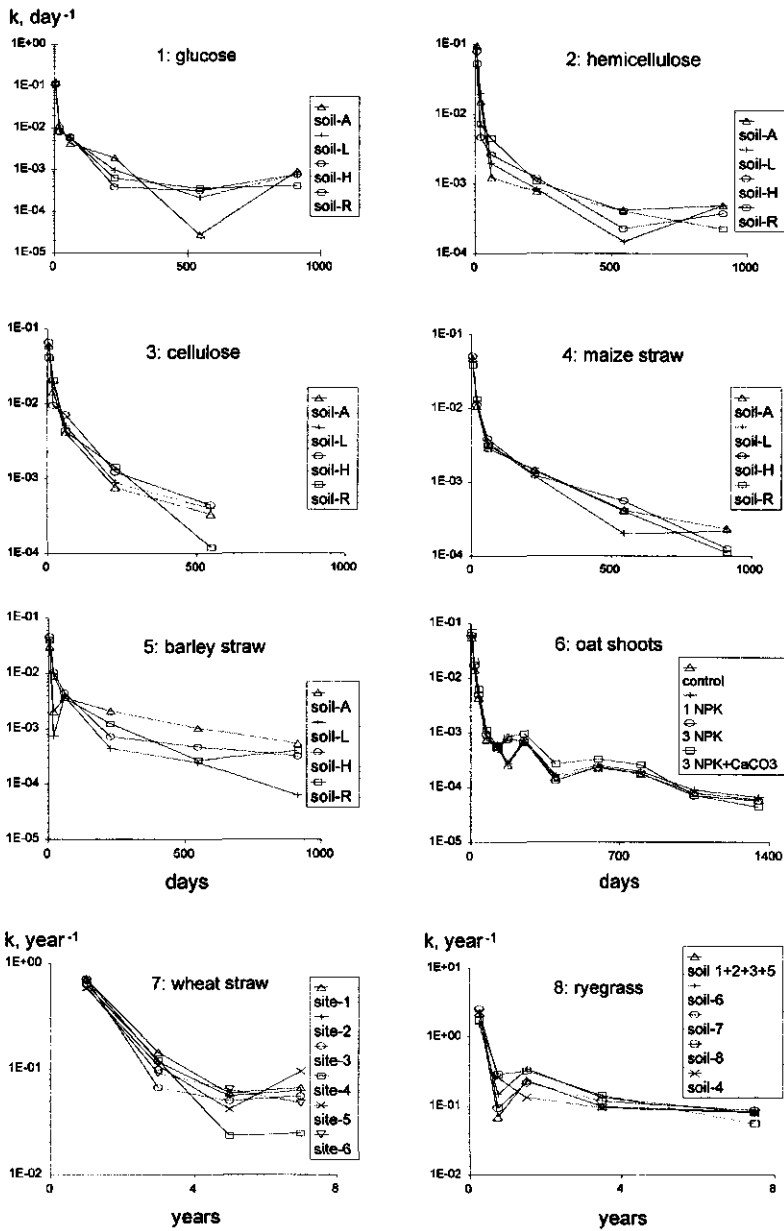 k, day⁻¹
1E+00
1E-01
1E-02
1E-03
1E-04
1E-05
0
500
1000
1: glucose
soil-A
soil-L
soil-H
soil-R
1E-01
1E-02
1E-03
1E-04
0
500
1000
2: hemicellulose
soil-A
soil-L
soil-H
soil-R
1E-01
1E-02
1E-03
1E-04
0
500
1000
3: cellulose
soil-A
soil-L
soil-H
soil-R
1E-01
1E-02
1E-03
1E-04
0
500
1000
4: maize straw
soil-A
soil-L
soil-H
soil-R
1E-01
1E-02
1E-03
1E-04
1E-05
0
500
1000
days
5: barley straw
soil-A
soil-L
soil-H
soil-R
1E-01
1E-02
1E-03
1E-04
1E-05
0
700
1400
days
6: oat shoots
control
1 NPK
3 NPK
3 NPK+CaCO3
k, year⁻¹
1E+00
1E-01
1E-02
0
4
8
years
7: wheat straw
site-1
site-2
site-3
site-4
site-5
site-6
k, year⁻¹
1E+01
1E+00
1E-01
1E-02
0
4
8
years
8: ryegrass
soil 1+2+3+5
soil-6
soil-7
soil-8
soil-4